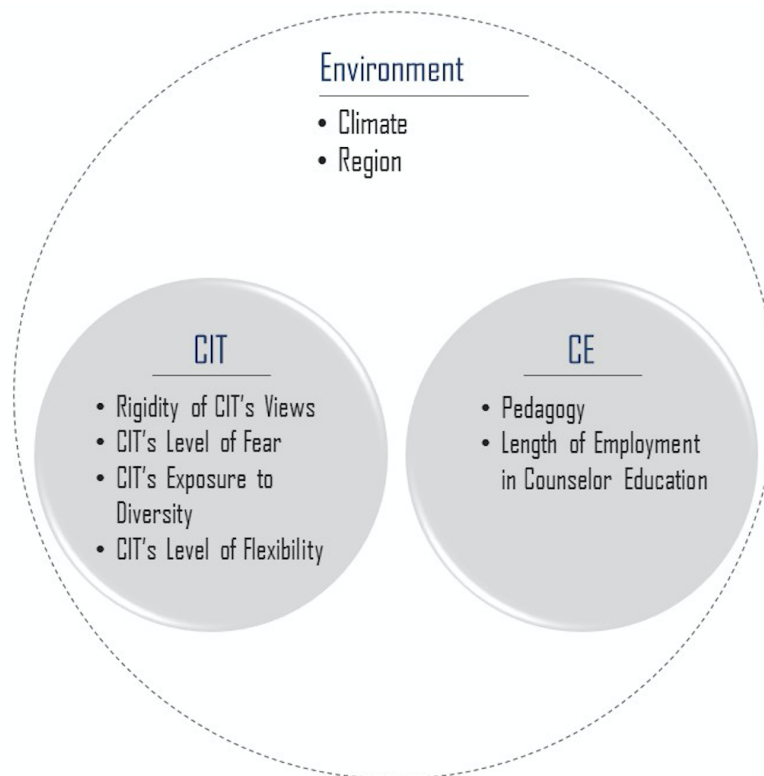 Environment
• Climate
• Region
CIT
• Rigidity of CIT's Views
• CIT's Level of Fear
• CIT's Exposure to
Diversity
• CIT's Level of Flexibility
CE
• Pedagogy
• Length of Employment
in Counselor Education